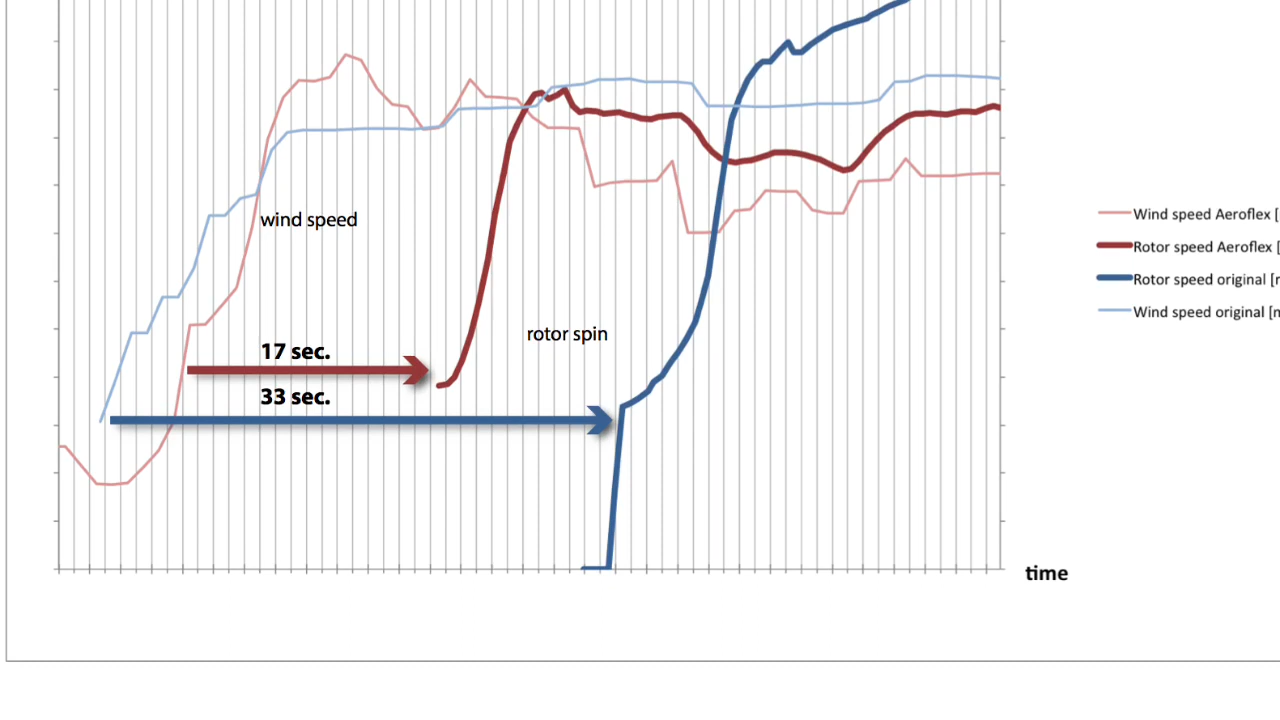 wind speed
Wind speed Aeroflex [
Rotor speed Aeroflex [
Rotor speed original [r
Wind speed original [n
rotor spin
17 sec.
33 sec.
time